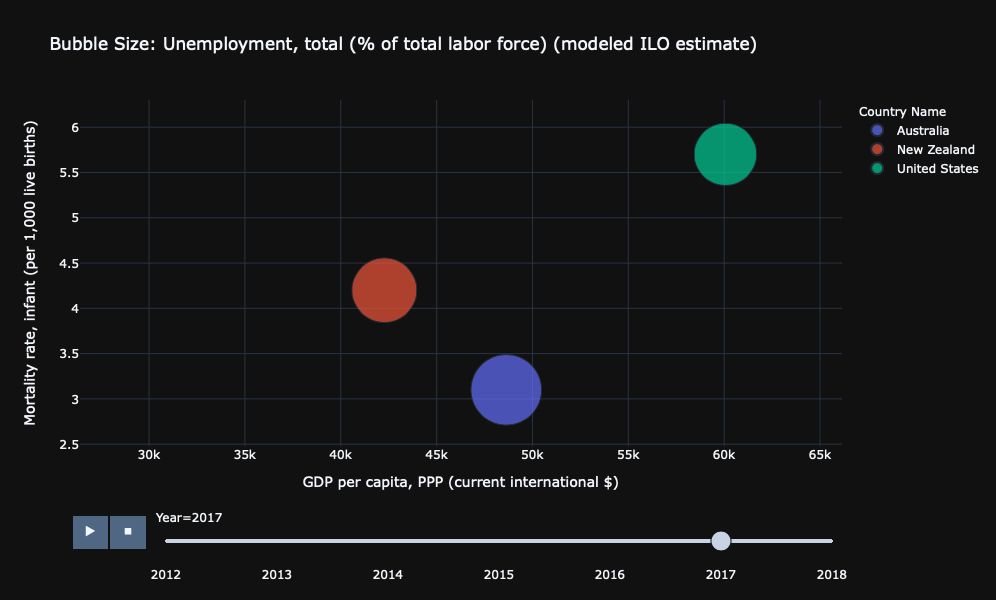 Bubble Size: Unemployment, total (% of total labor force) (modeled ILO estimate)
Country Name
Australia
New Zealand
United States
Mortality rate, infant (per 1,000 live births)
6
5.5
5
4.5
4
3.5
3
2.5
30k 35k 40k 45k 50k 55k 60k 65k
GDP per capita, PPP (current international $)
Year=2017
2012 2013 2014 2015 2016 2017 2018